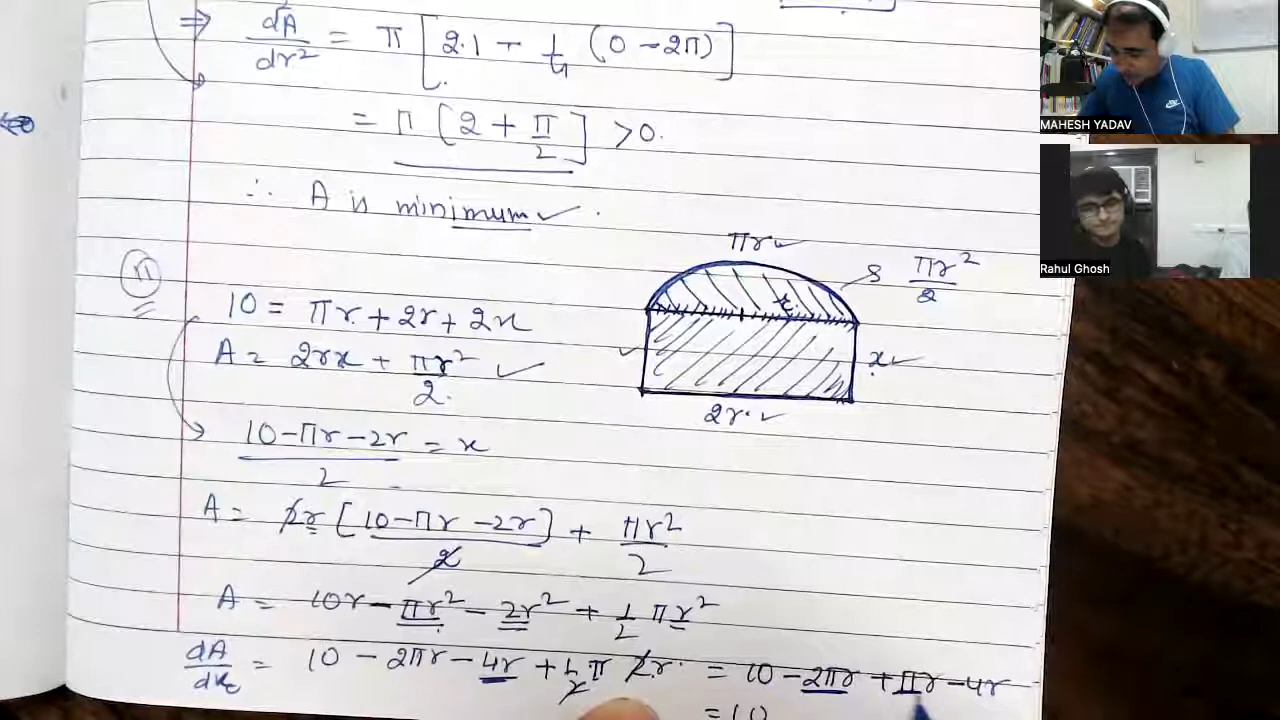 ⇒ d²A/dr² = π [2·1 - 1/4 (0 - 2π)]
= π [2 + π/2] > 0.
∴ A is minimum ✓.
πr ✓
πr²/2
11
10 = πr + 2r + 2x
A = 2rx + πr²/2 ✓
x ✓
2r ✓
(10 - πr - 2r)/2 = x
A = 2r [(10 - πr - 2r)/2] + πr²/2
A = 10r - πr² - 2r² + 1/2 πr²
dA/dr = 10 - 2πr - 4r + 1/2 π 2r = 10 - 2πr + πr - 4r
= 10
MAHESH YADAV
Rahul Ghosh